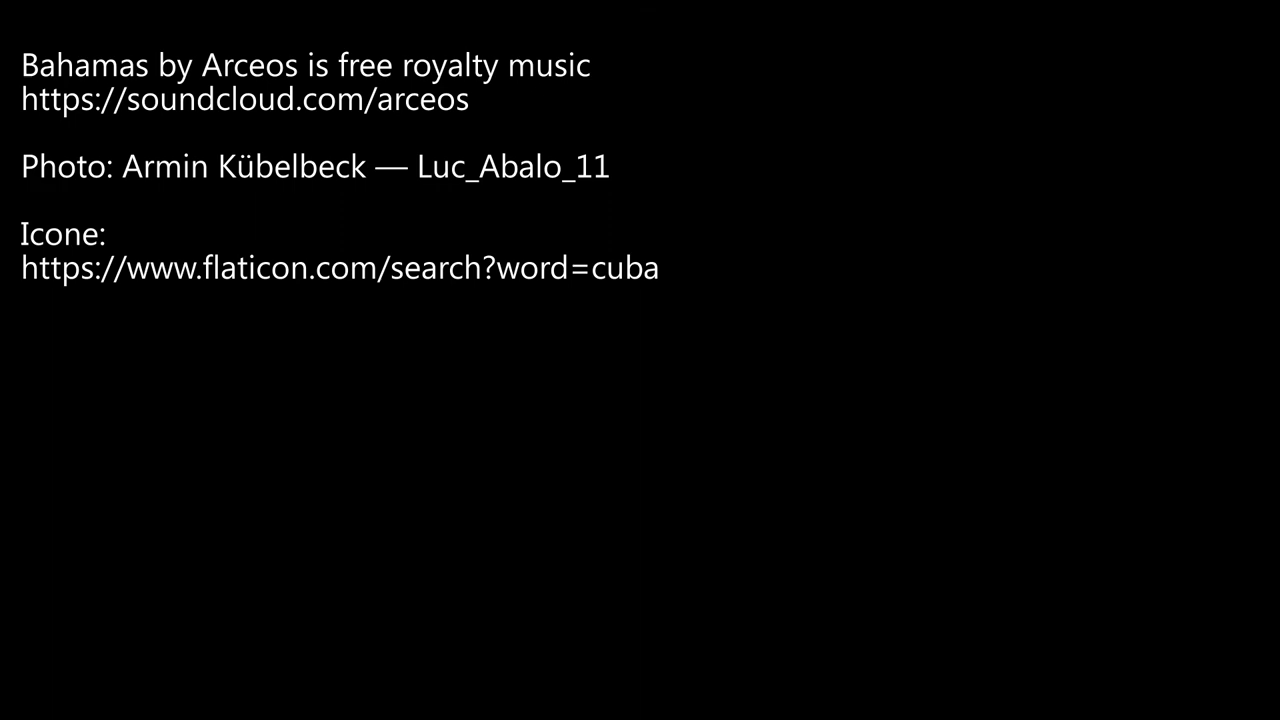 Bahamas by Arceos is free royalty music
https://soundcloud.com/arceos
Photo: Armin Kübelbeck — Luc_Abalo_11
Icone:
https://www.flaticon.com/search?word=cuba